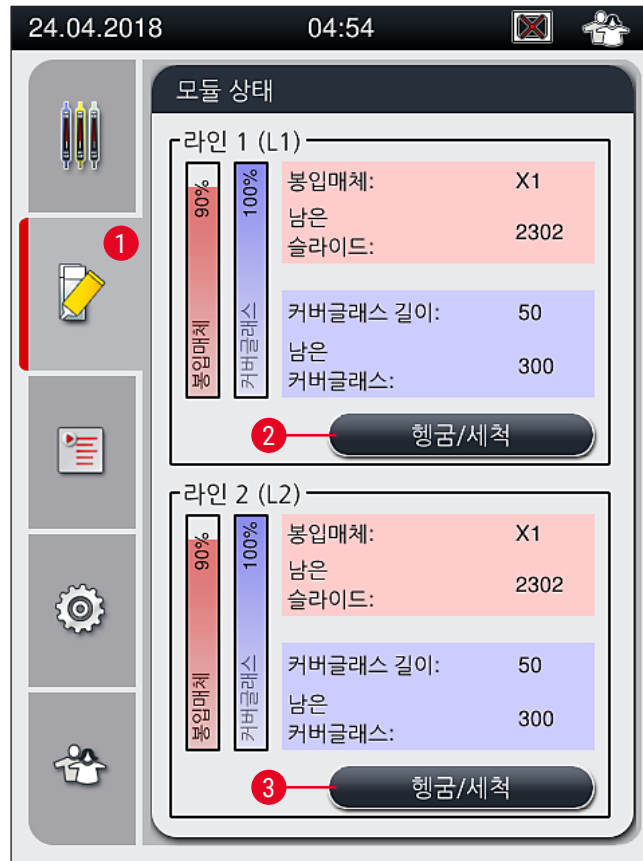 24.04.2018 04:54
모듈 상태
1
라인 1 (L1)
90%
봉입매체
100%
커버글래스
봉입매체: X1
남은
슬라이드: 2302
커버글래스 길이: 50
남은
커버글래스: 300
2 헹굼/세척
라인 2 (L2)
90%
봉입매체
100%
커버글래스
봉입매체: X1
남은
슬라이드: 2302
커버글래스 길이: 50
남은
커버글래스: 300
3 헹굼/세척